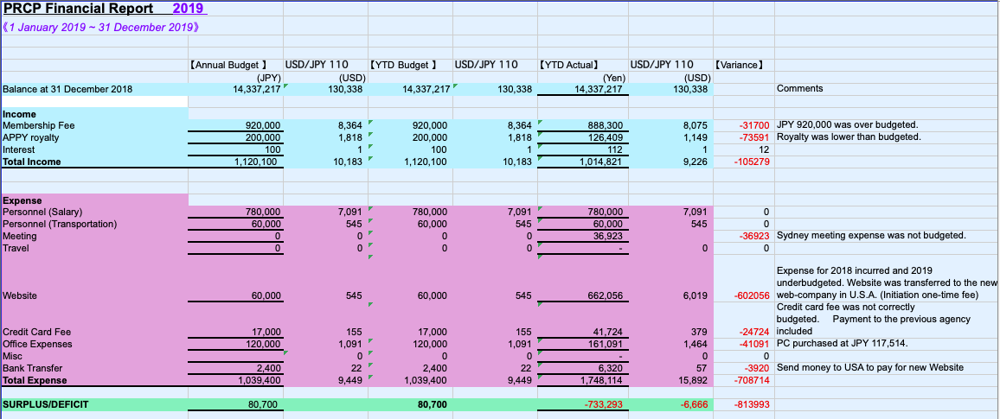 PRCP Financial Report 2019
《1 January 2019 ~ 31 December 2019》
【Annual Budget 】 USD/JPY 110 【YTD Budget 】 USD/JPY 110 【YTD Actual】 USD/JPY 110 【Variance】
(JPY) (USD) (Yen) (USD)
Balance at 31 December 2018 14,337,217 130,338 14,337,217 130,338 14,337,217 130,338 Comments
Income
Membership Fee 920,000 8,364 920,000 8,364 888,300 8,075 -31700 JPY 920,000 was over budgeted.
APPY royalty 200,000 1,818 200,000 1,818 126,409 1,149 -73591 Royalty was lower than budgeted.
Interest 100 1 100 1 112 1 12
Total Income 1,120,100 10,183 1,120,100 10,183 1,014,821 9,226 -105279
Expense
Personnel (Salary) 780,000 7,091 780,000 7,091 780,000 7,091 0
Personnel (Transportation) 60,000 545 60,000 545 60,000 545 0
Meeting 0 0 0 0 36,923 -36923 Sydney meeting expense was not budgeted.
Travel 0 0 0 0 - 0 0
Expense for 2018 incurred and 2019
underbudgeted. Website was transferred to the new
Website 60,000 545 60,000 545 662,056 6,019 -602056 web-company in U.S.A. (Initiation one-time fee)
Credit card fee was not correctly
budgeted. Payment to the previous agency
Credit Card Fee 17,000 155 17,000 155 41,724 379 -24724 included
Office Expenses 120,000 1,091 120,000 1,091 161,091 1,464 -41091 PC purchased at JPY 117,514.
Misc 0 0 0 - 0 0
Bank Transfer 2,400 22 2,400 22 6,320 57 -3920 Send money to USA to pay for new Website
Total Expense 1,039,400 9,449 1,039,400 9,449 1,748,114 15,892 -708714
SURPLUS/DEFICIT 80,700 80,700 -733,293 -6,666 -813993